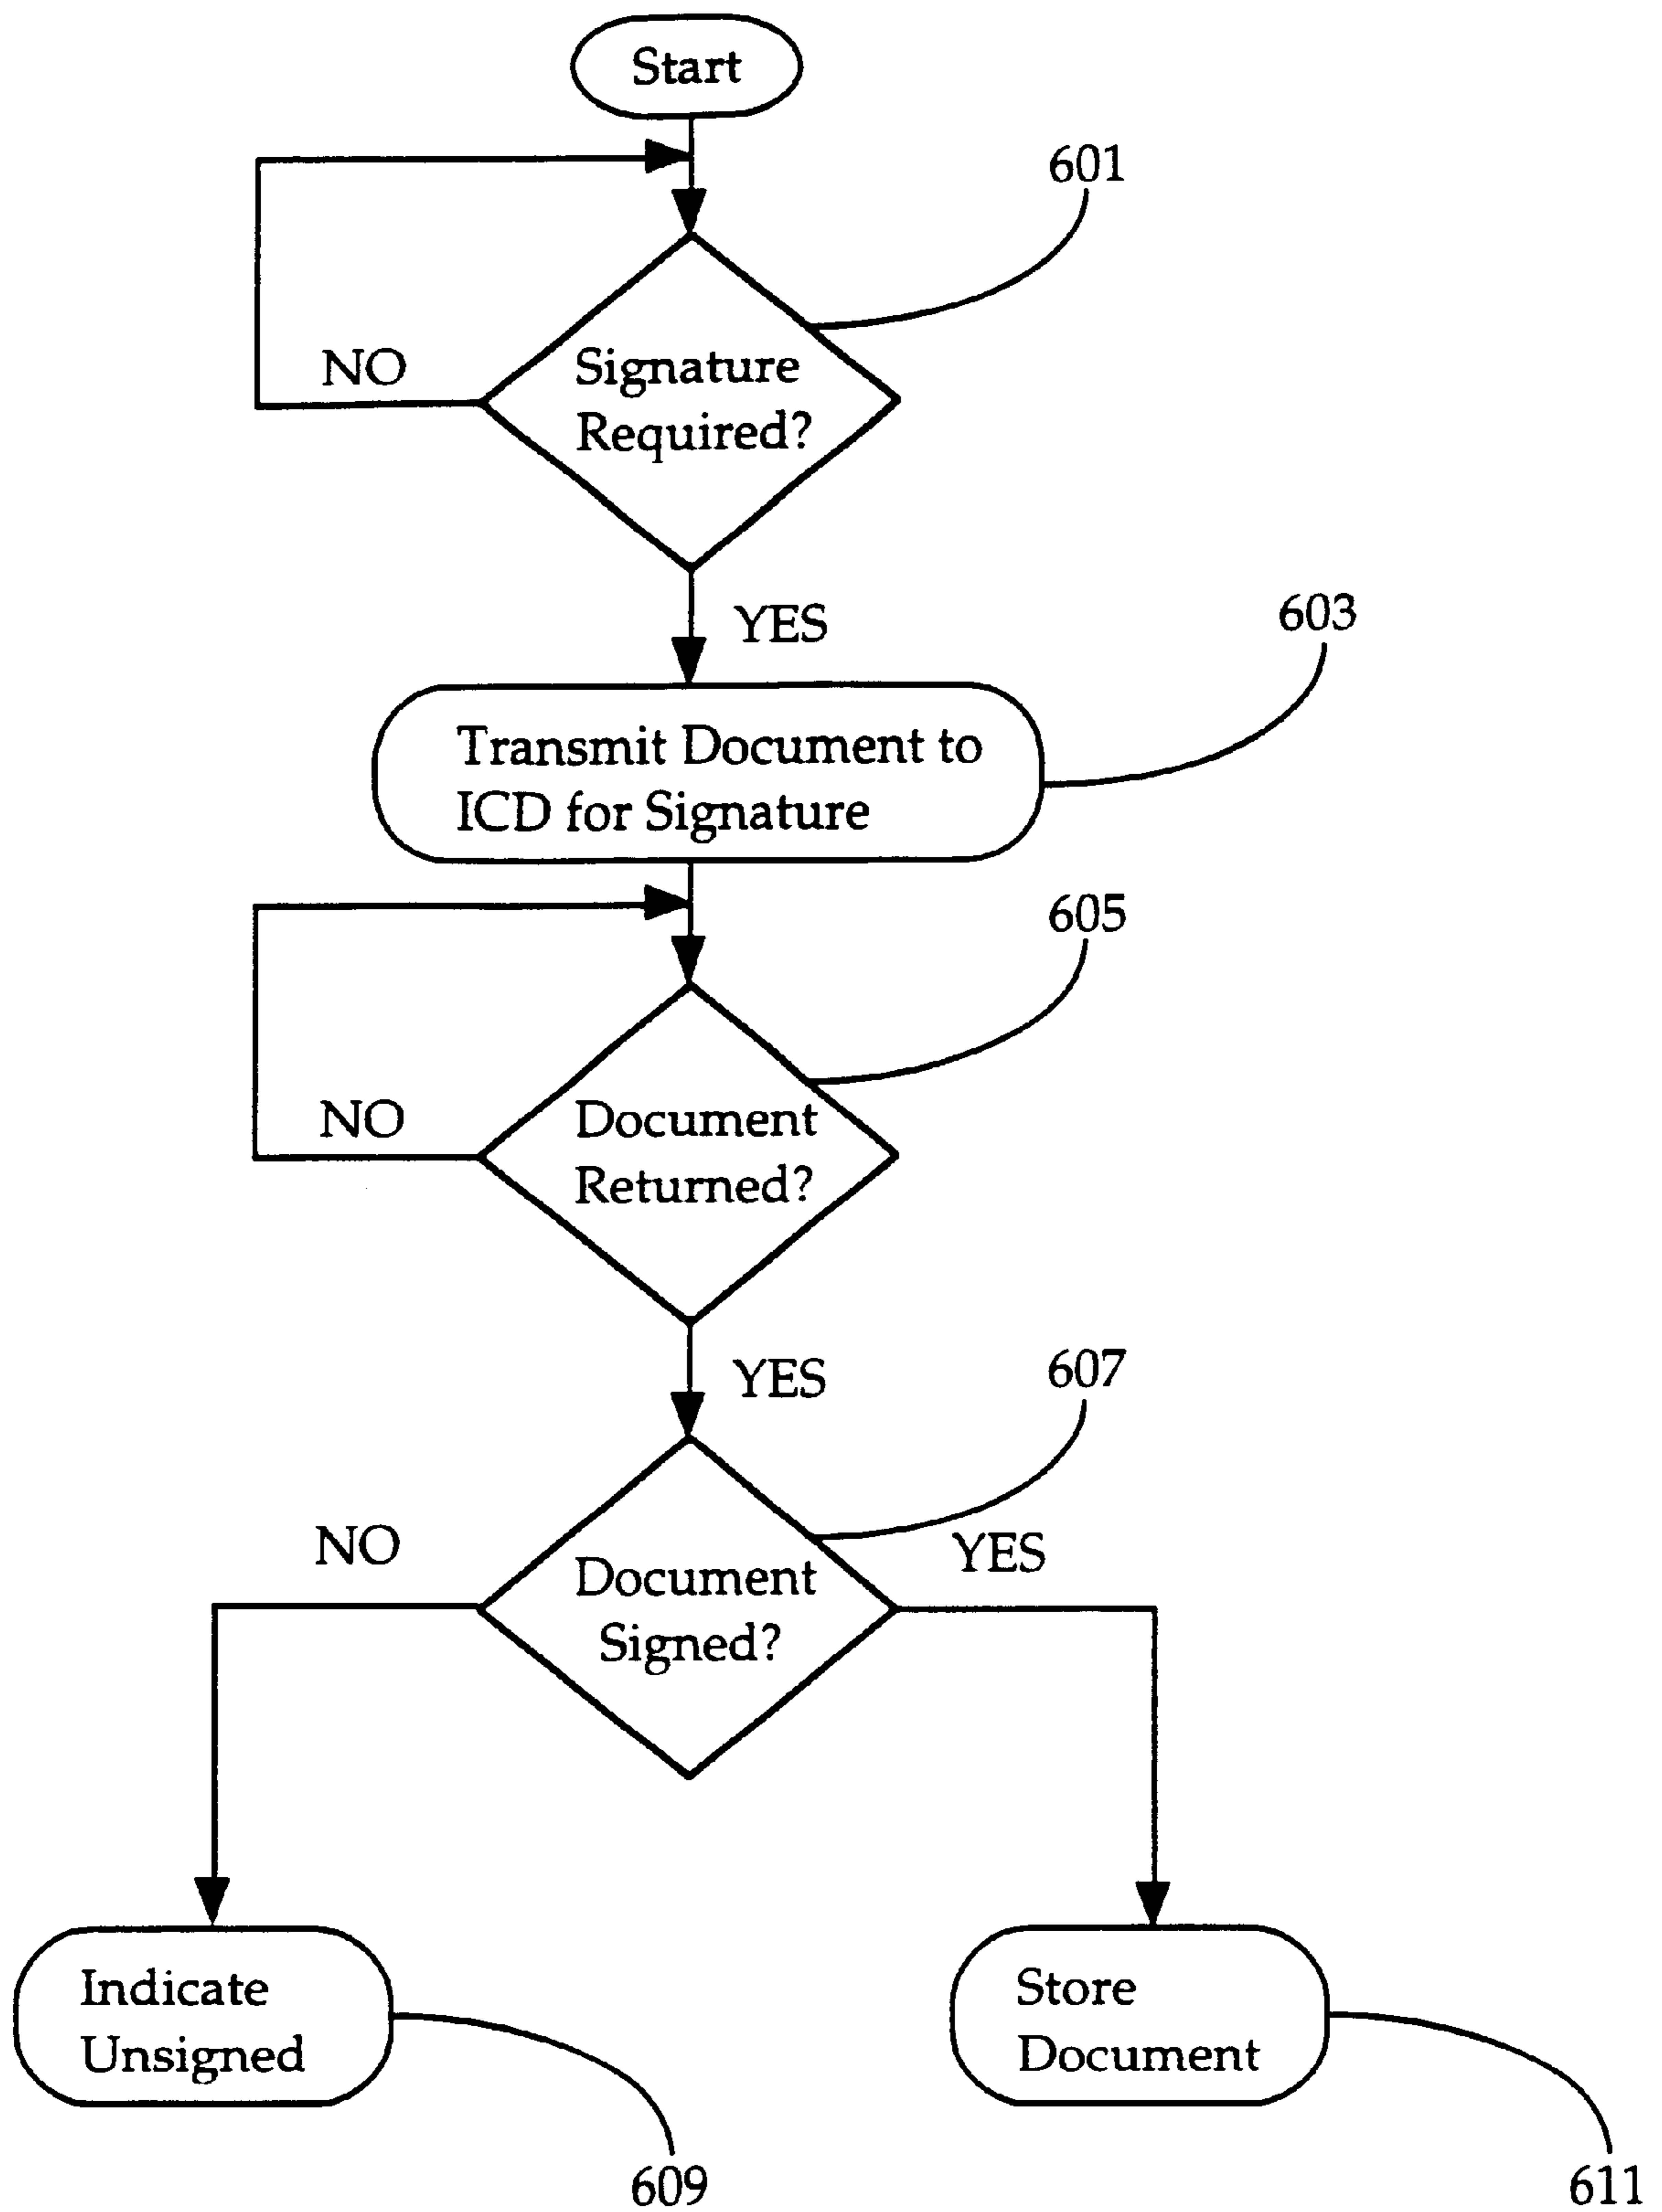 Start
601
NO
Signature
Required?
YES
603
Transmit Document to
ICD for Signature
605
NO
Document
Returned?
YES
607
NO
YES
Document
Signed?
Indicate
Unsigned
Store
Document
609
611